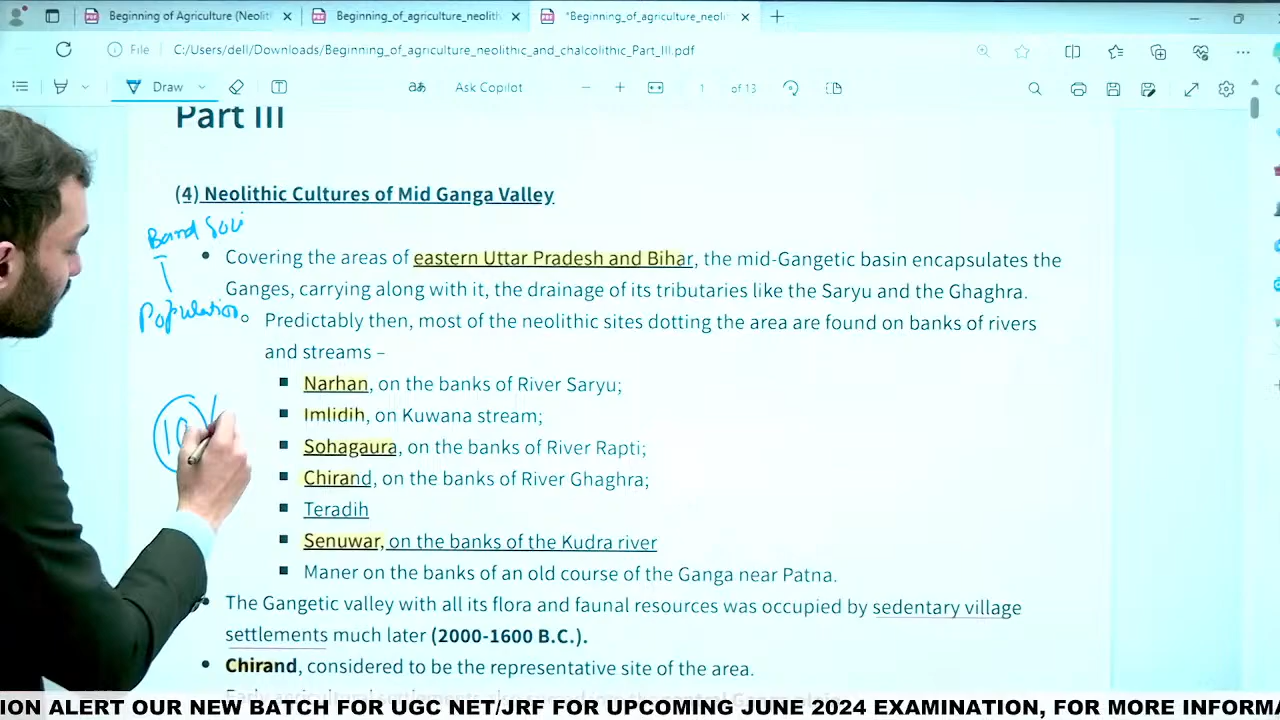 Beginning of Agriculture (Neolith
Beginning_of_agriculture_neolith
*Beginning_of_agriculture_neoli
File
C:/Users/dell/Downloads/Beginning_of_agriculture_neolithic_and_chalcolithic_Part_III.pdf
Draw
aあ
Ask Copilot
1 of 13
Part III
(4) Neolithic Cultures of Mid Ganga Valley
Band Soci
• Covering the areas of eastern Uttar Pradesh and Bihar, the mid-Gangetic basin encapsulates the
Ganges, carrying along with it, the drainage of its tributaries like the Saryu and the Ghaghra.
Population
Predictably then, most of the neolithic sites dotting the area are found on banks of rivers
and streams –
Narhan, on the banks of River Saryu;
Imlidih, on Kuwana stream;
10
Sohagaura, on the banks of River Rapti;
Chirand, on the banks of River Ghaghra;
Teradih
Senuwar, on the banks of the Kudra river
Maner on the banks of an old course of the Ganga near Patna.
• The Gangetic valley with all its flora and faunal resources was occupied by sedentary village
settlements much later (2000-1600 B.C.).
• Chirand, considered to be the representative site of the area.
ION ALERT OUR NEW BATCH FOR UGC NET/JRF FOR UPCOMING JUNE 2024 EXAMINATION, FOR MORE INFORMA